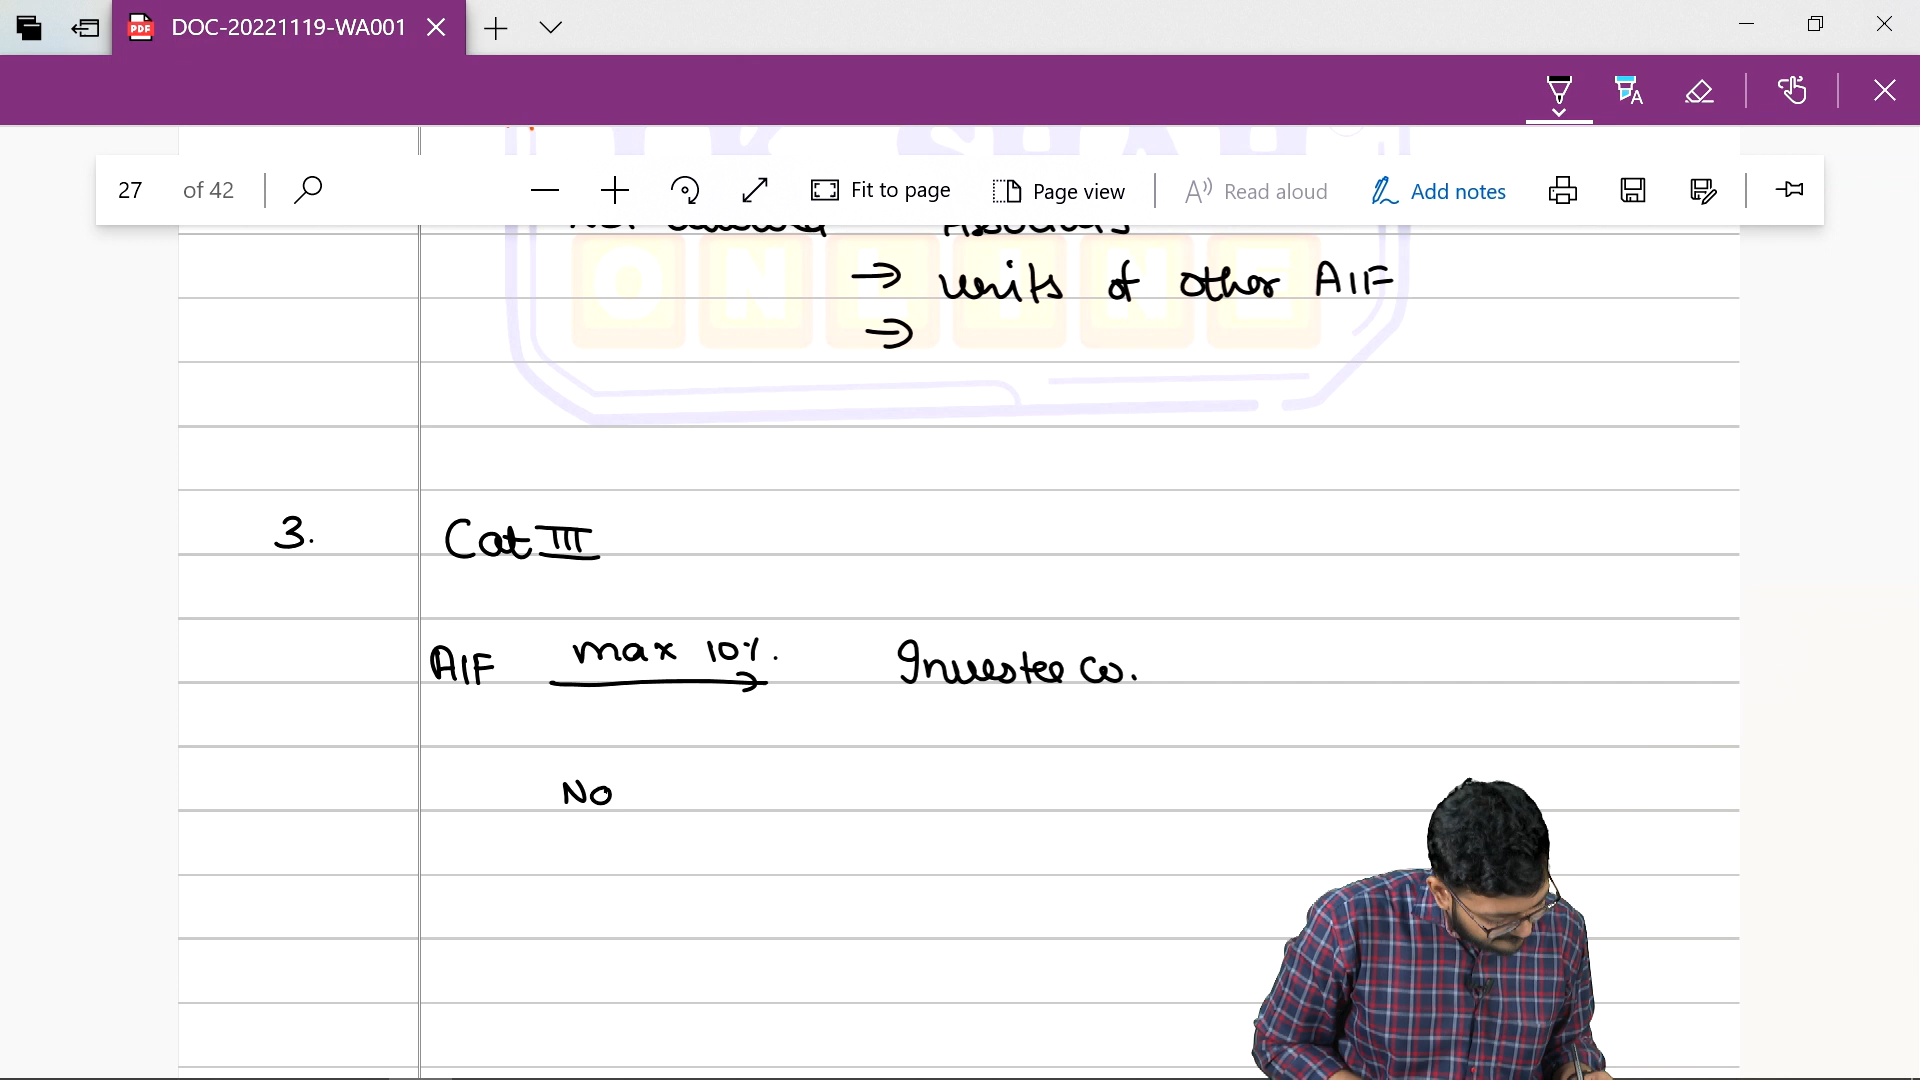 DOC-20221119-WA001
27 of 42 Fit to page Page view Read aloud Add notes
→ units of other AIF
→
ONLINE
3. Cat III
AIF max 10%. Investee Co.
No